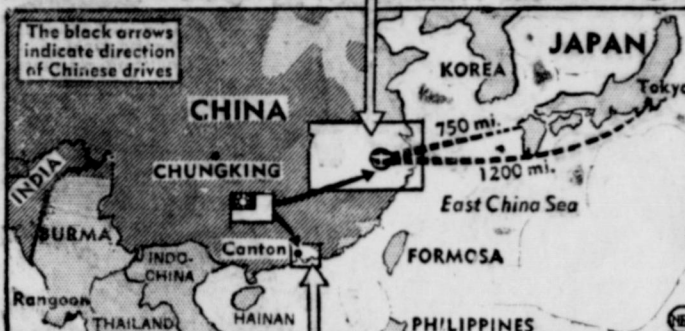 The black arrows
indicate direction
of Chinese drives
JAPAN
KOREA
Tokyo
CHINA
750 mi.
CHUNGKING
1200 mi.
INDIA
East China Sea
BURMA
Canton
INDO-
CHINA
FORMOSA
Rangoon
HAINAN
THAILAND
PHILIPPINES